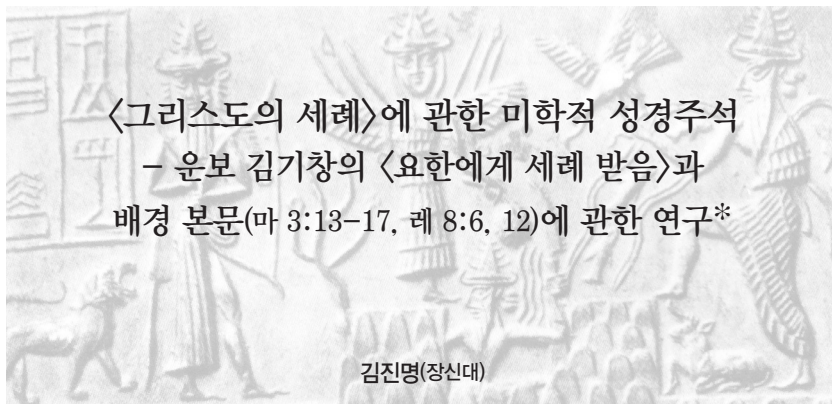 〈그리스도의 세례〉에 관한 미학적 성경주석
– 운보 김기창의 〈요한에게 세례 받음〉과
배경 본문(마 3:13–17, 레 8:6, 12)에 관한 연구*
김진명(장신대)